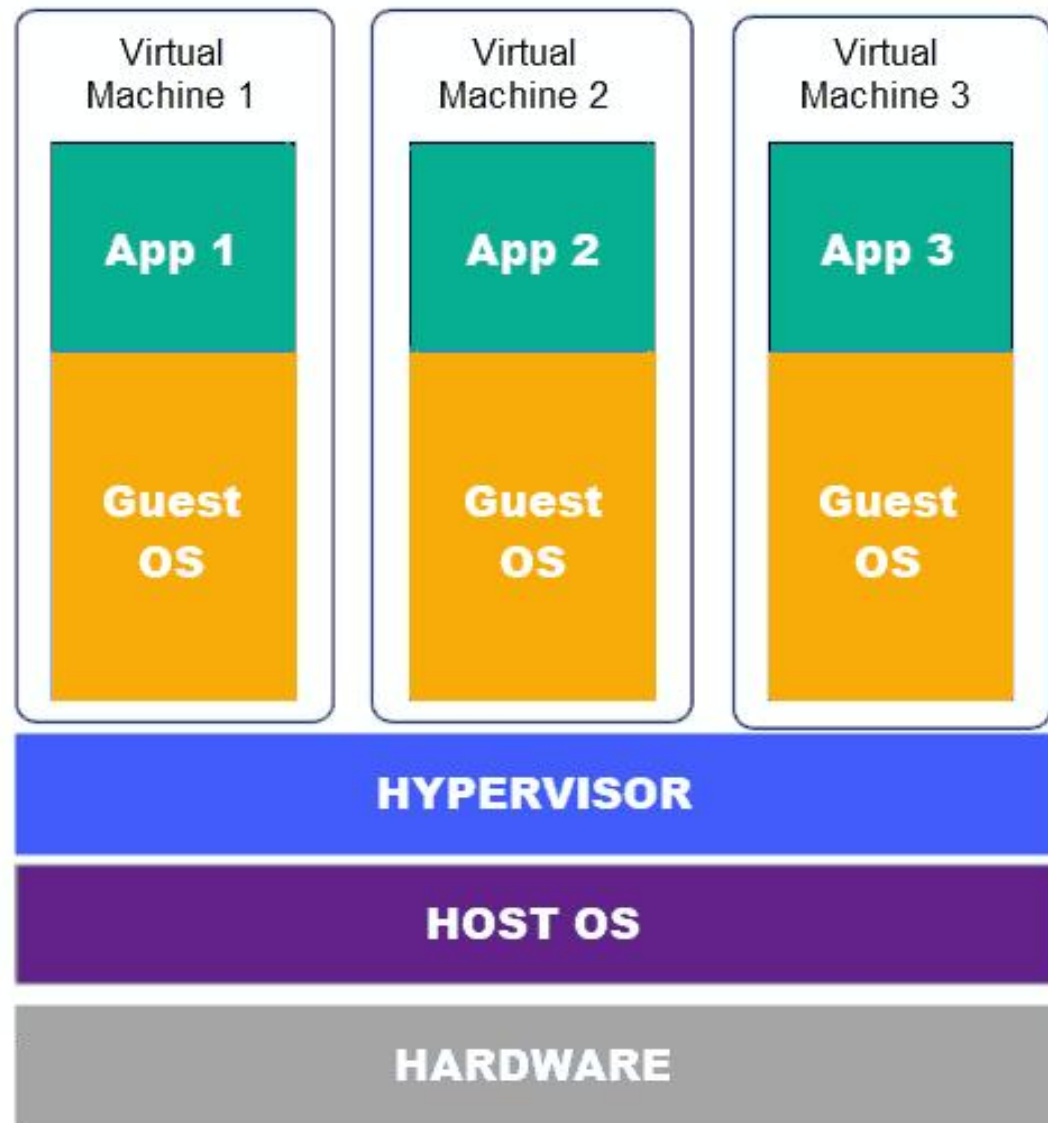 Virtual
Machine 1
Virtual
Machine 2
Virtual
Machine 3
App 1
App 2
App 3
Guest
OS
Guest
OS
Guest
OS
HYPERVISOR
HOST OS
HARDWARE